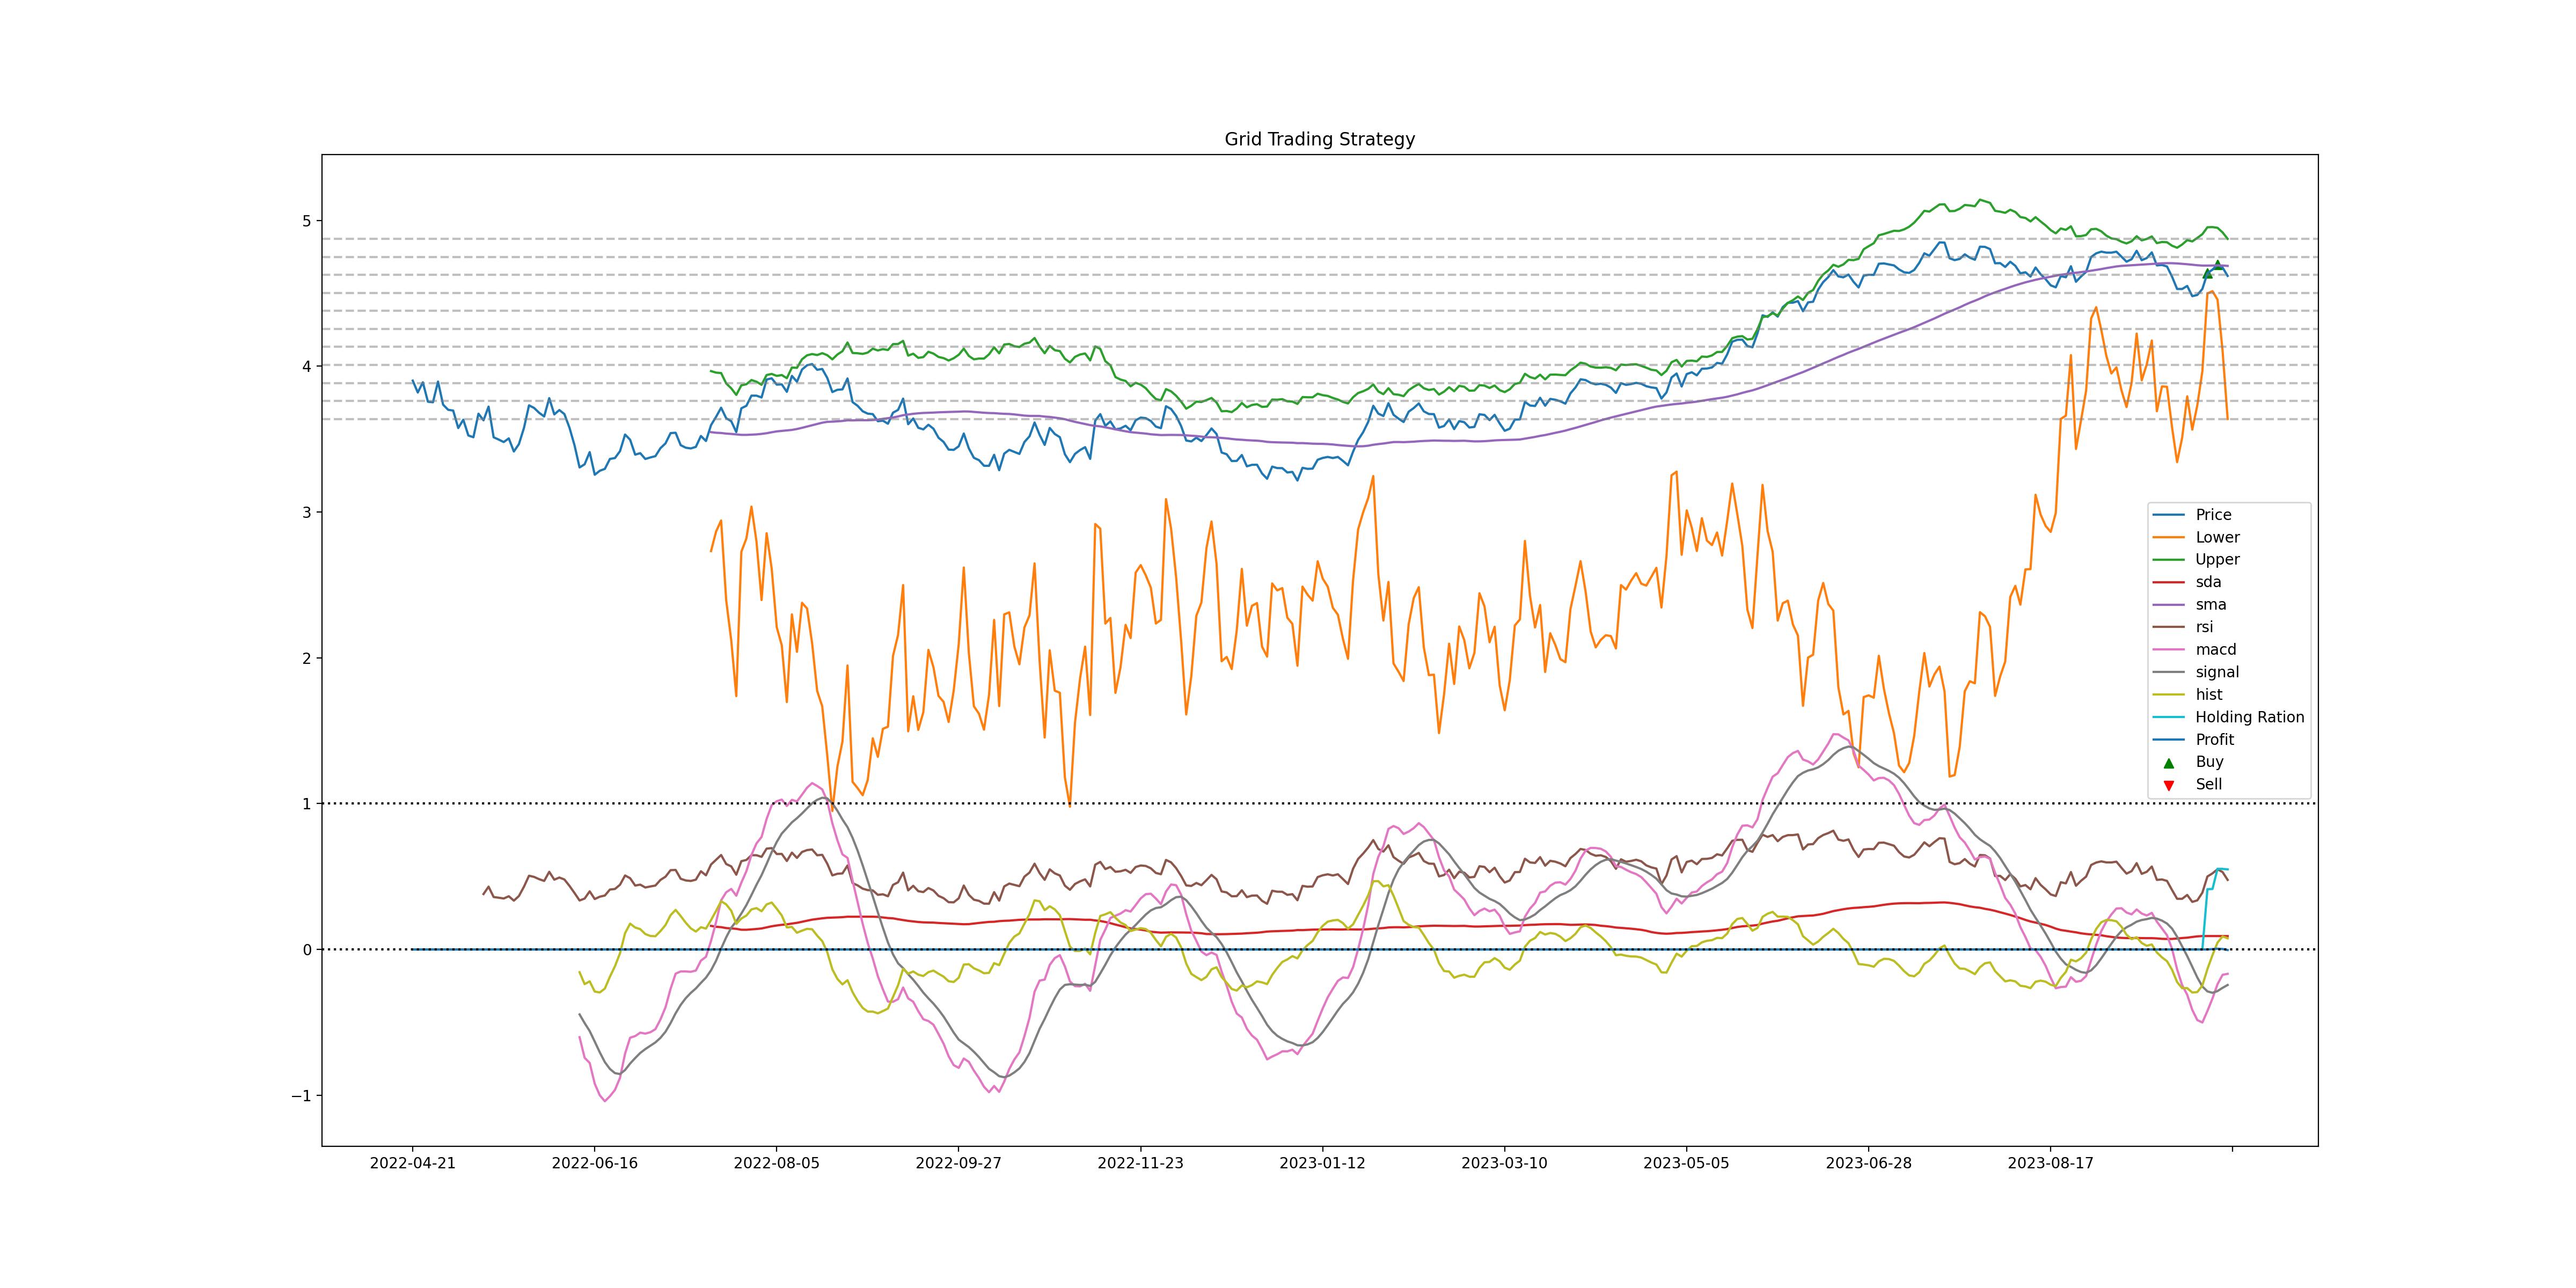 Grid Trading Strategy
5
4
3
2
1
0
−1
Price
Lower
Upper
sda
sma
rsi
macd
signal
hist
Holding Ration
Profit
Buy
Sell
2022-04-21 2022-06-16 2022-08-05 2022-09-27 2022-11-23 2023-01-12 2023-03-10 2023-05-05 2023-06-28 2023-08-17